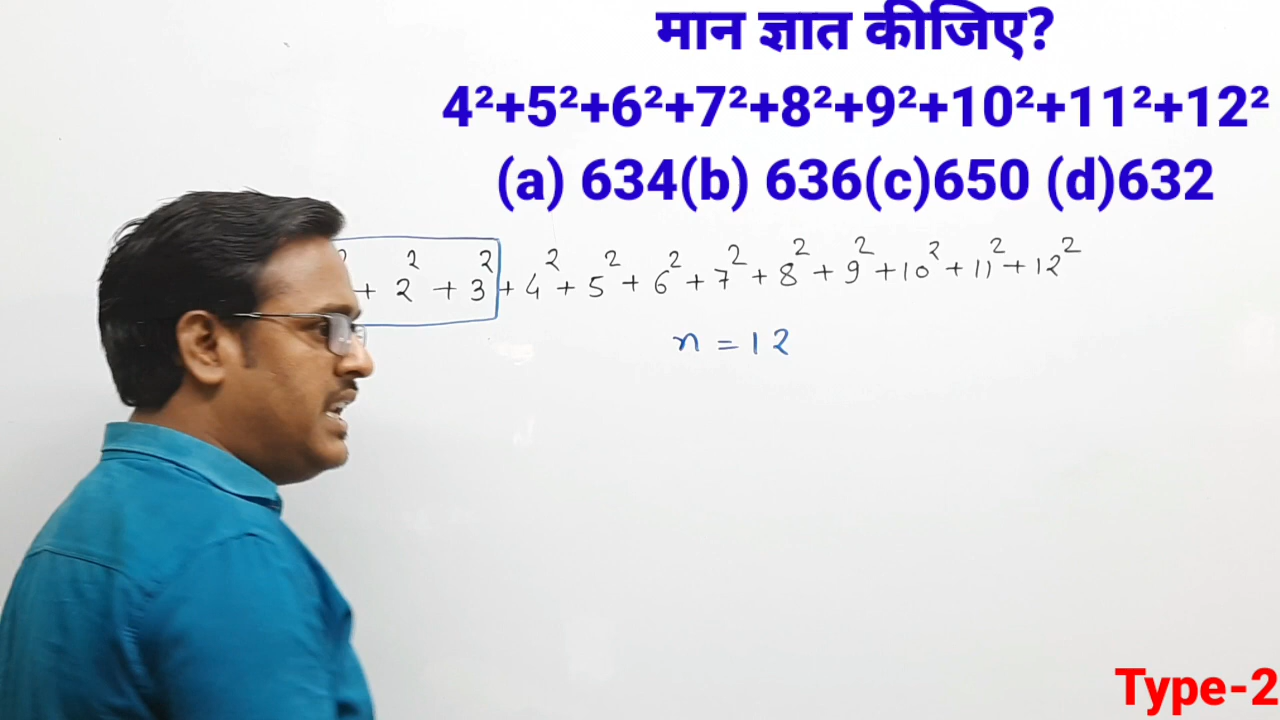 मान ज्ञात कीजिए?
4²+5²+6²+7²+8²+9²+10²+11²+12²
(a) 634(b) 636(c)650 (d)632
² + 2² + 3² + 4² + 5² + 6² + 7² + 8² + 9² + 10² + 11² + 12²
n = 12
Type-2